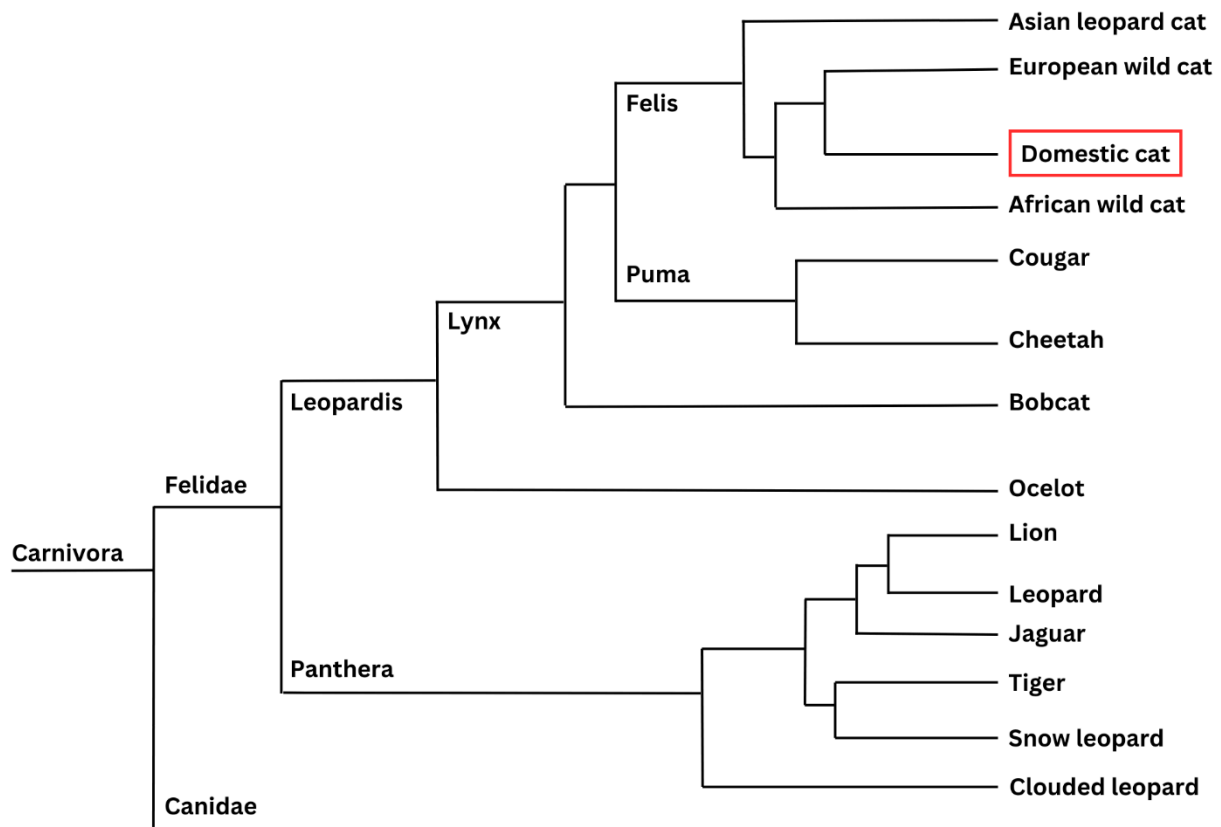 Asian leopard cat
European wild cat
Felis
Domestic cat
African wild cat
Cougar
Puma
Lynx
Cheetah
Leopardis
Bobcat
Felidae
Ocelot
Lion
Carnivora
Leopard
Jaguar
Panthera
Tiger
Snow leopard
Clouded leopard
Canidae